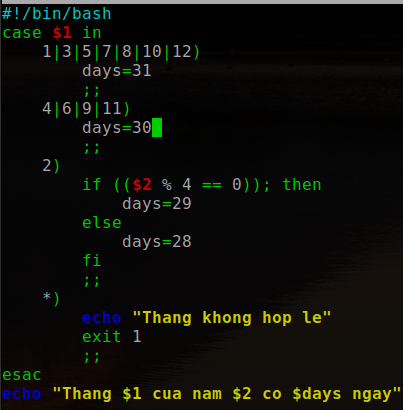 #!/bin/bash
case $1 in
    1|3|5|7|8|10|12)
        days=31
        ;;
    4|6|9|11)
        days=30
        ;;
    2)
        if (($2 % 4 == 0)); then
            days=29
        else
            days=28
        fi
        ;;
    *)
        echo "Thang khong hop le"
        exit 1
        ;;
esac
echo "Thang $1 cua nam $2 co $days ngay"